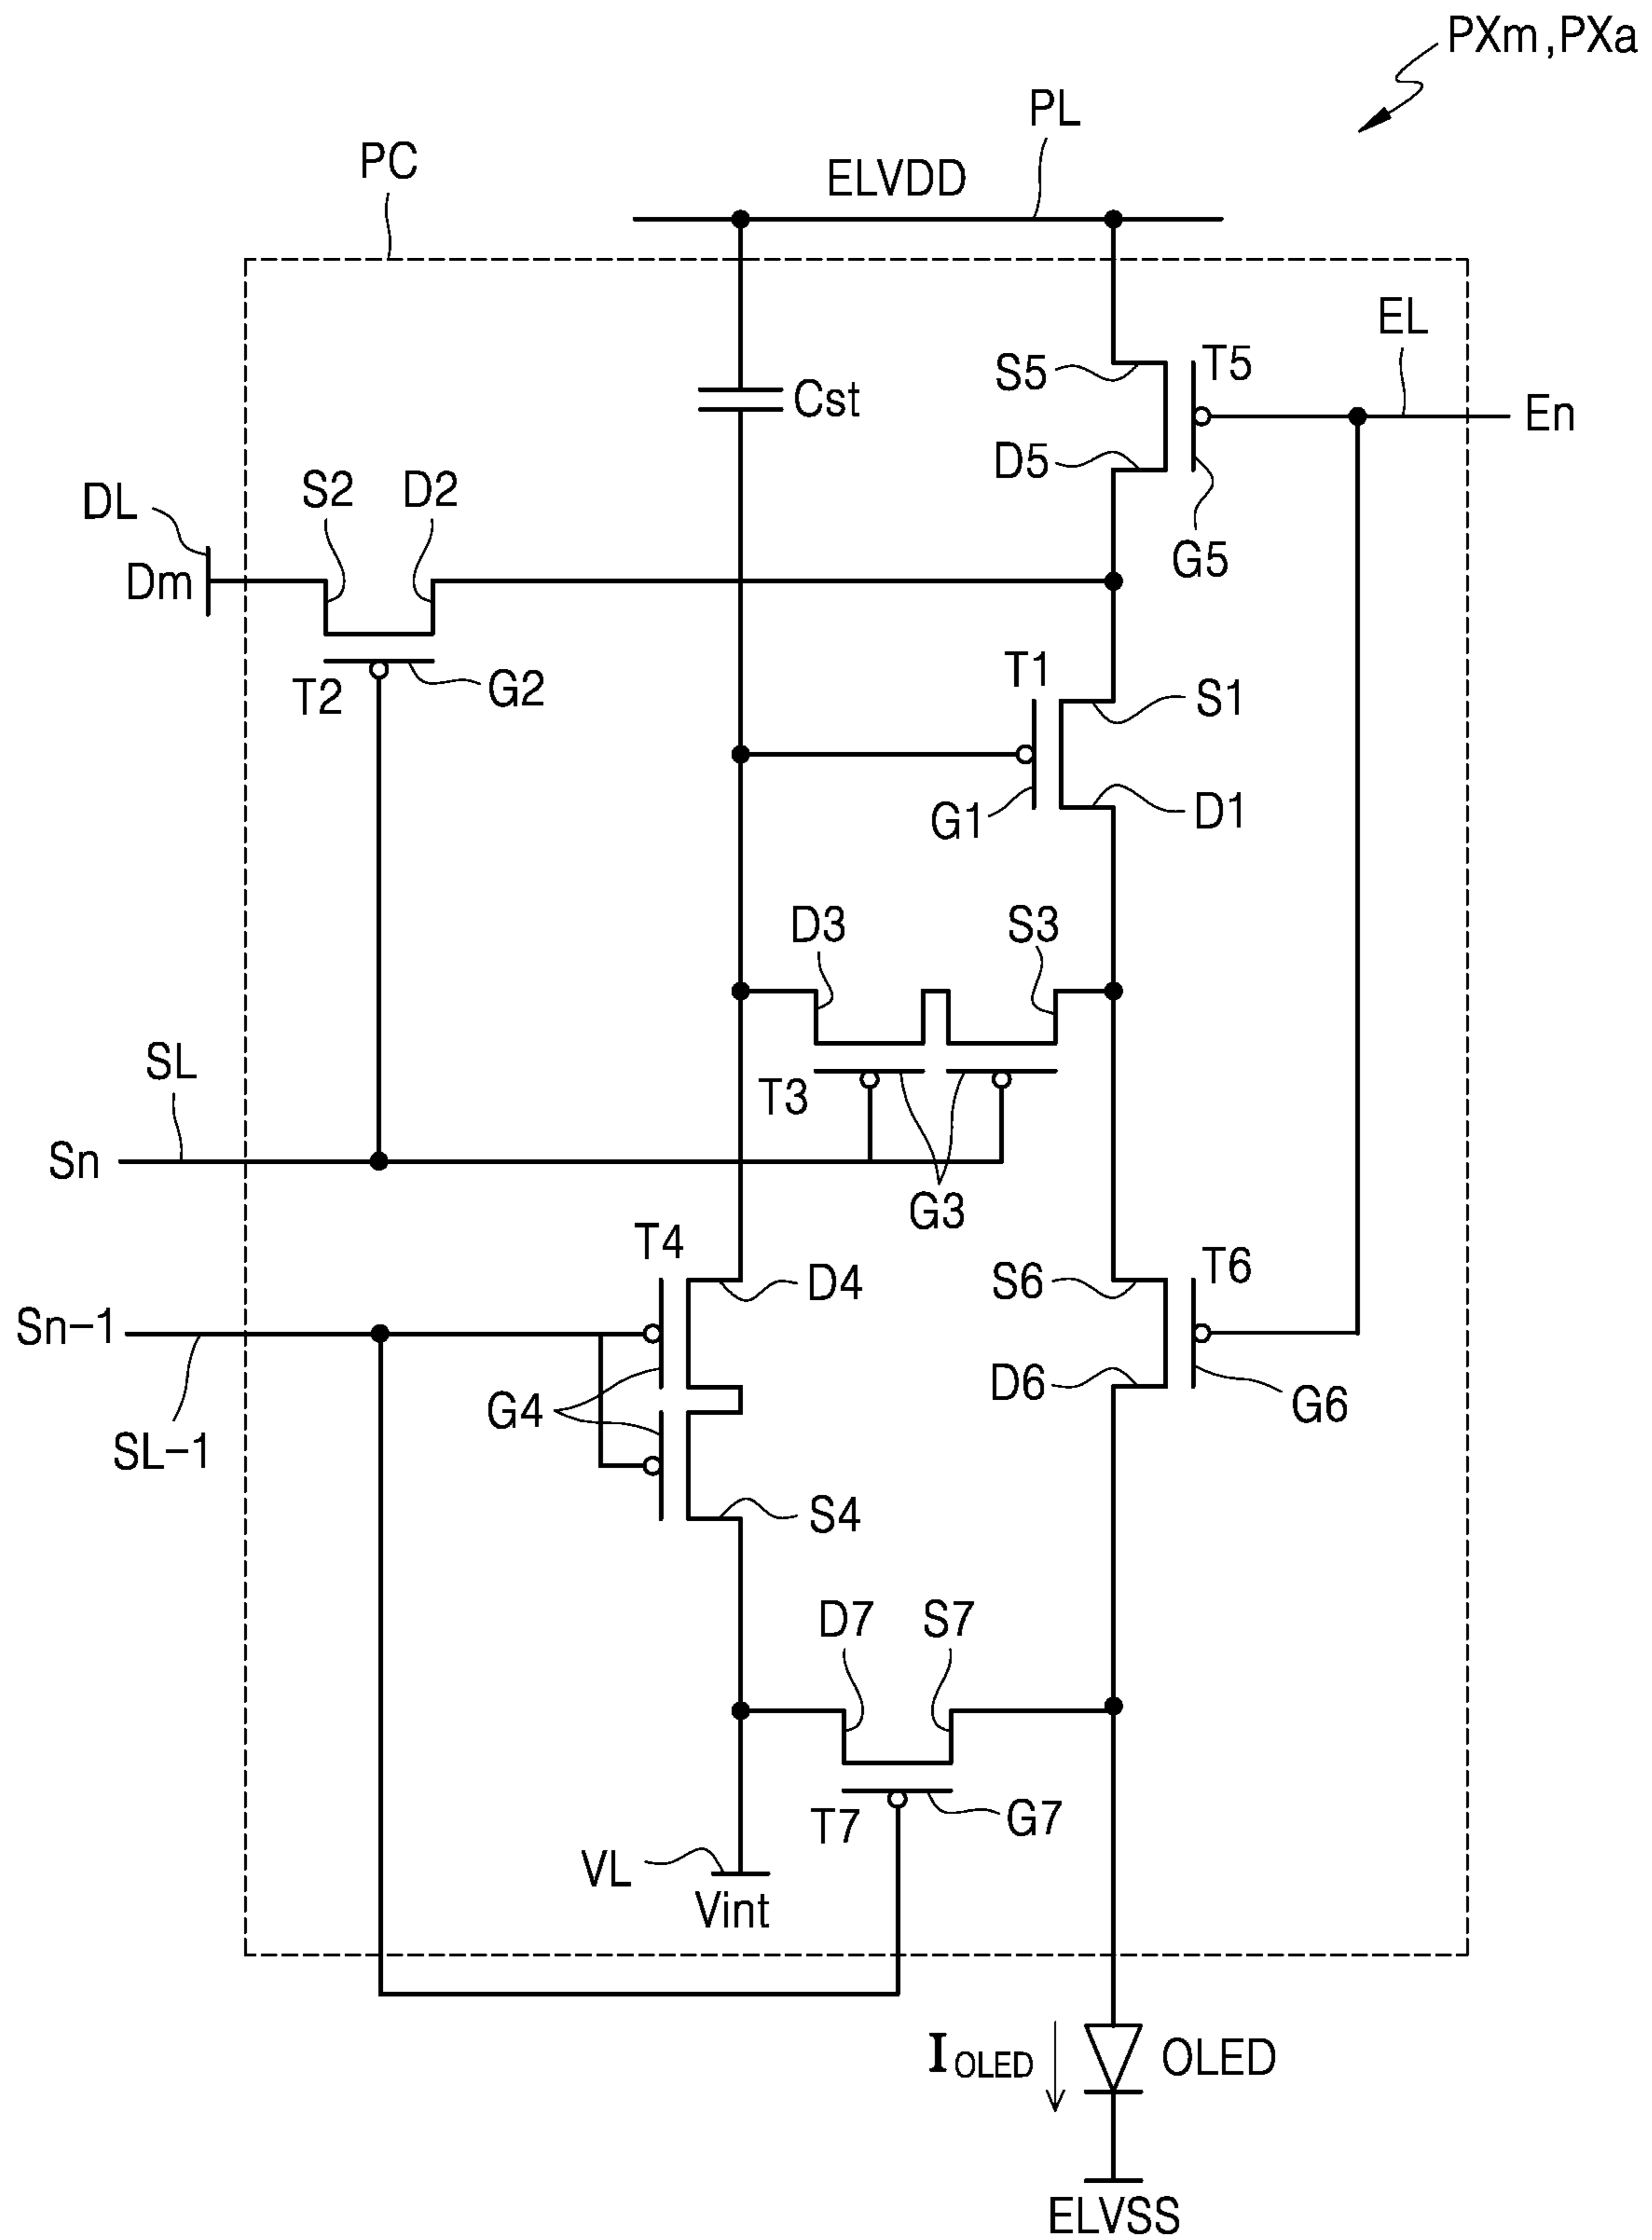 PXm,PXa
PL
PC
ELVDD
EL
S5
T5
Cst
En
D5
S2
D2
DL
G5
Dm
T1
G2
T2
S1
G1
D1
D3
S3
SL
T3
Sn
G3
T4
T6
D4
S6
Sn-1
D6
G4
G6
SL-1
S4
D7
S7
T7
G7
VL
Vint
IOLED
OLED
ELVSS